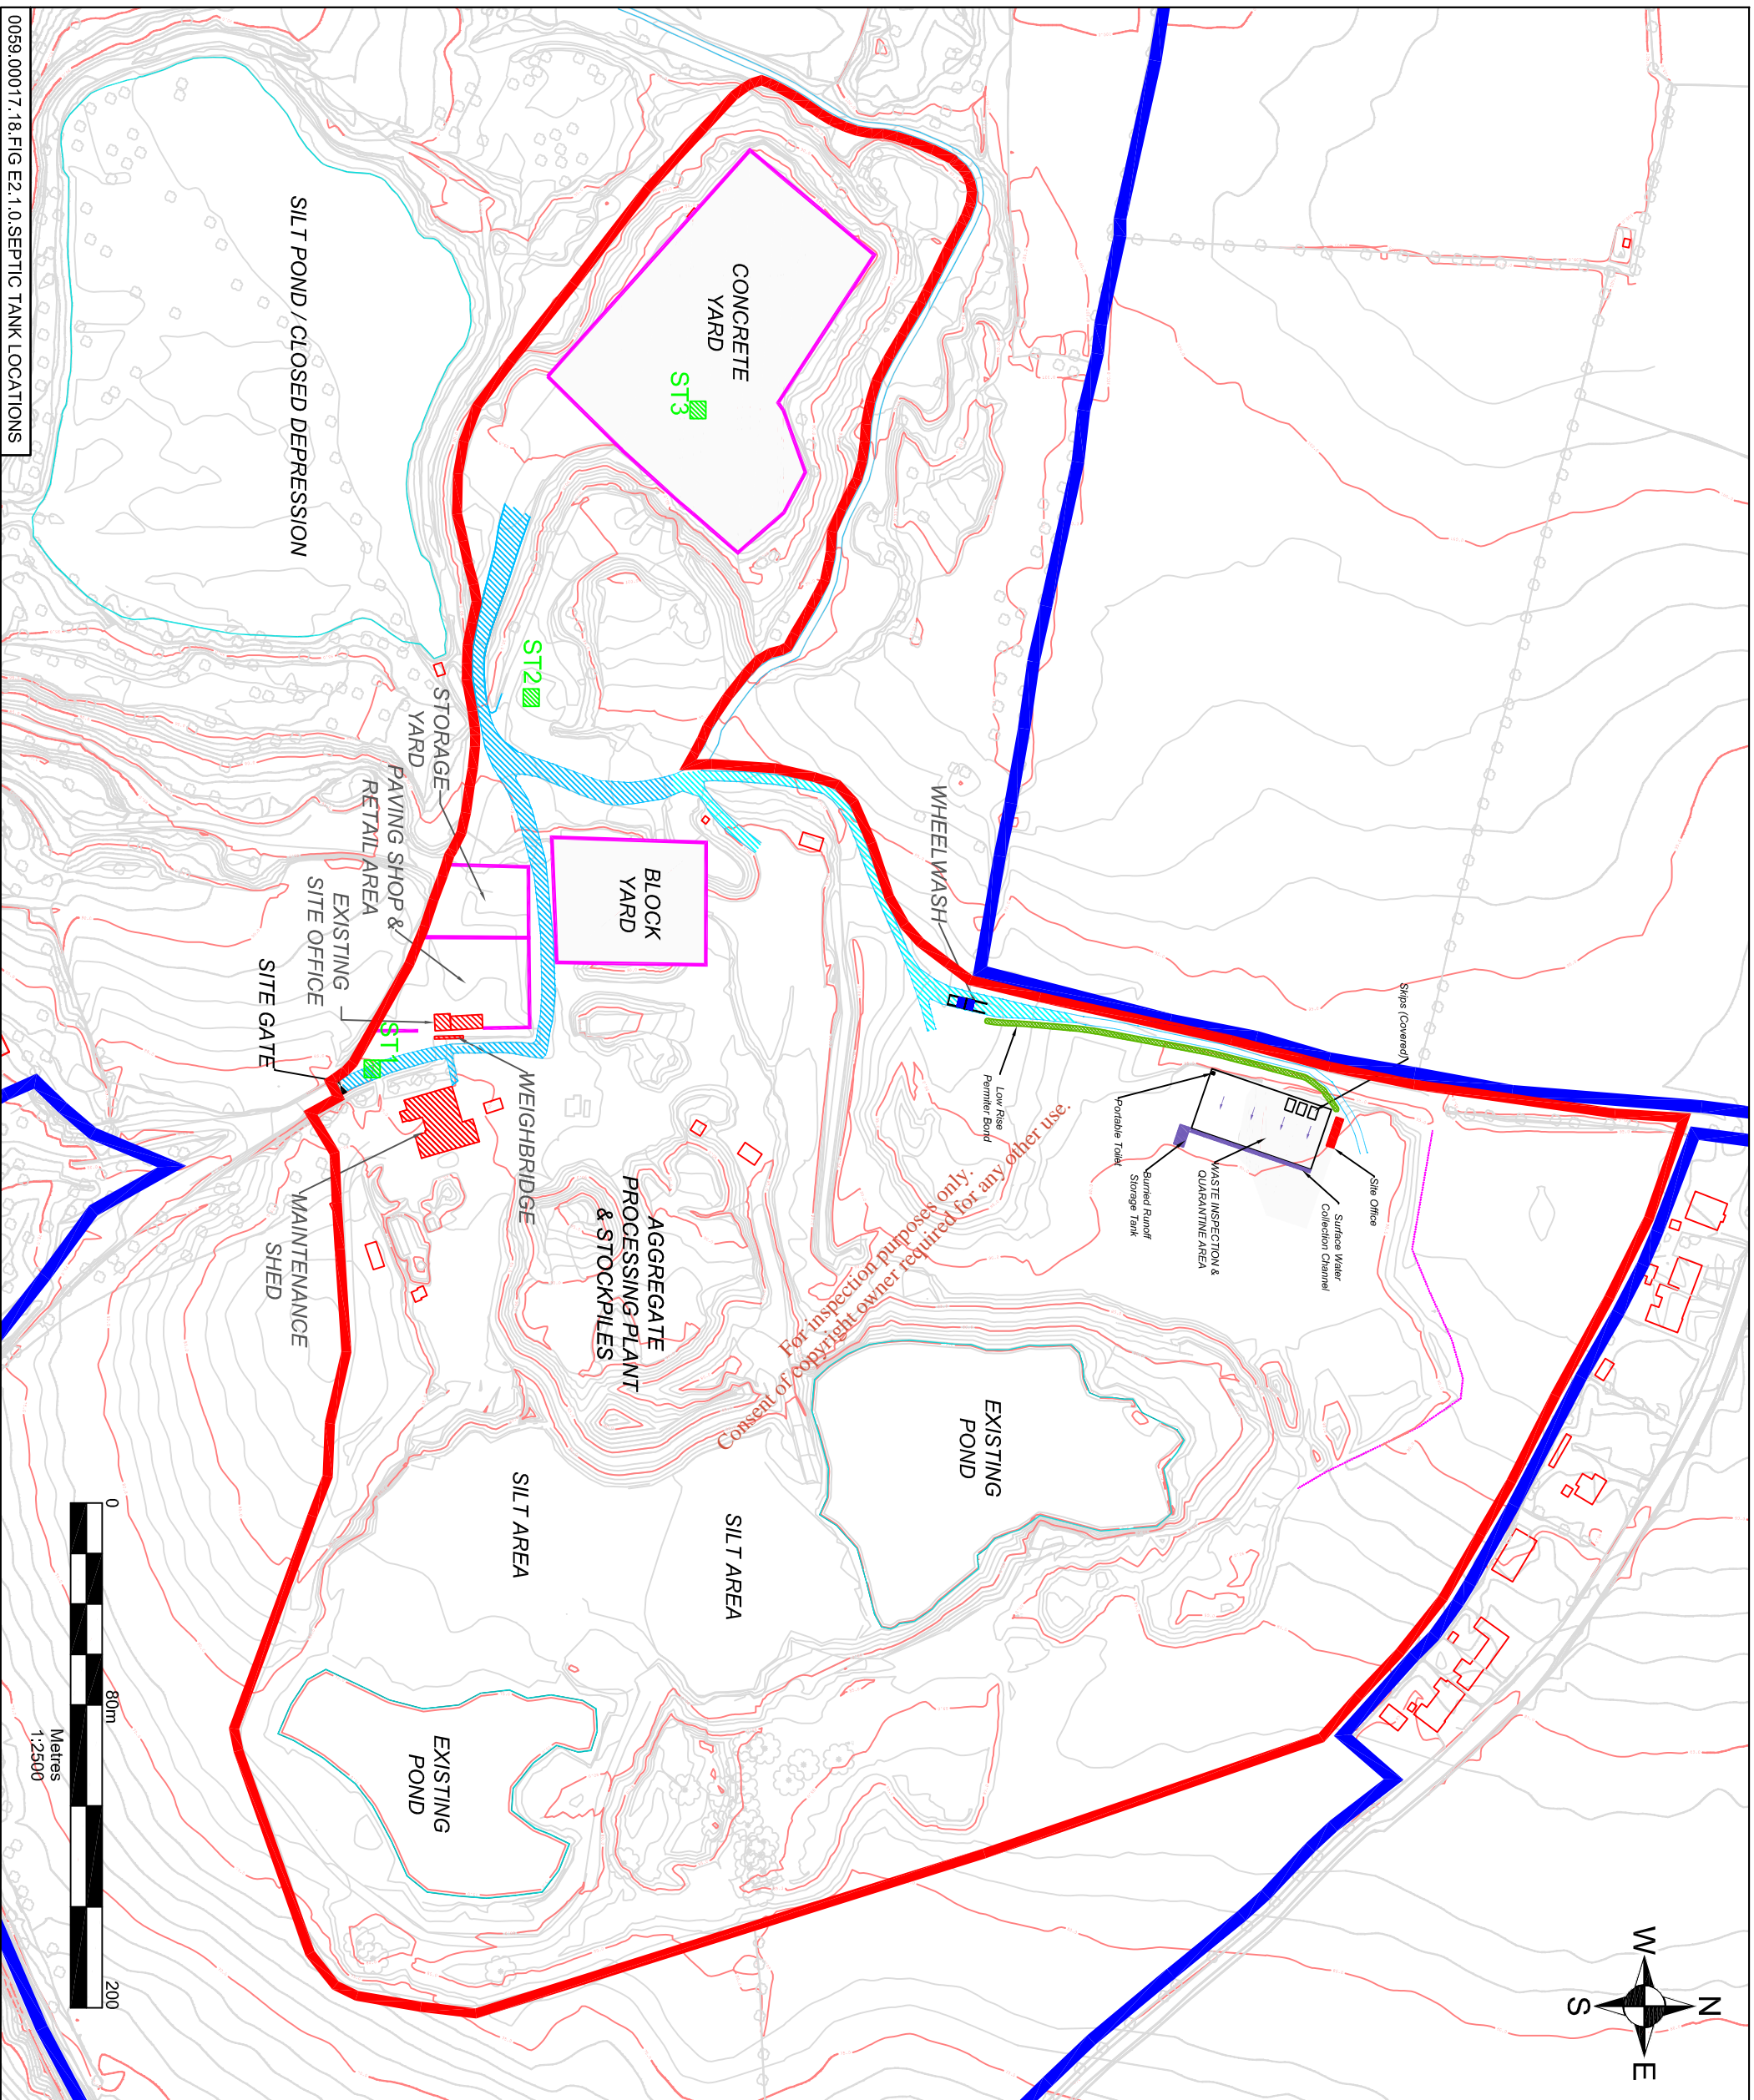 0059.00017.18.FIG E2.1.0.SEPTIC TANK LOCATIONS
SILT POND / CLOSED DEPRESSION
CONCRETE
YARD
ST3
ST2
STORAGE
YARD
PAVING SHOP &
RETAIL AREA
EXISTING
SITE OFFICE
SITE GATE
ST1
BLOCK
YARD
WHEELWASH
WEIGHBRIDGE
MAINTENANCE
SHED
AGGREGATE
PROCESSING PLANT
& STOCKPILES
Skips (Covered)
Low Rise
Permiter Bond
Portable Toilet
Burried Runoff
Storage Tank
WASTE INSPECTION &
QUARANTINE AREA
Surface Water
Collection Channel
Site Office
For inspection purposes only.
Consent of copyright owner required for any other use.
EXISTING
POND
SILT AREA
SILT AREA
EXISTING
POND
0
80m
200
Metres
1:2500
N
W
E
S